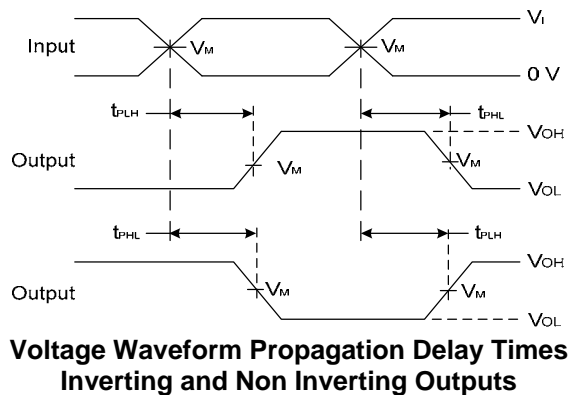 VI
Input
VM
VM
0 V
tPLH
tPHL
VOH
Output
VM
VM
VOL
tPHL
tPLH
VOH
Output
VM
VM
VOL
Voltage Waveform Propagation Delay Times
Inverting and Non Inverting Outputs